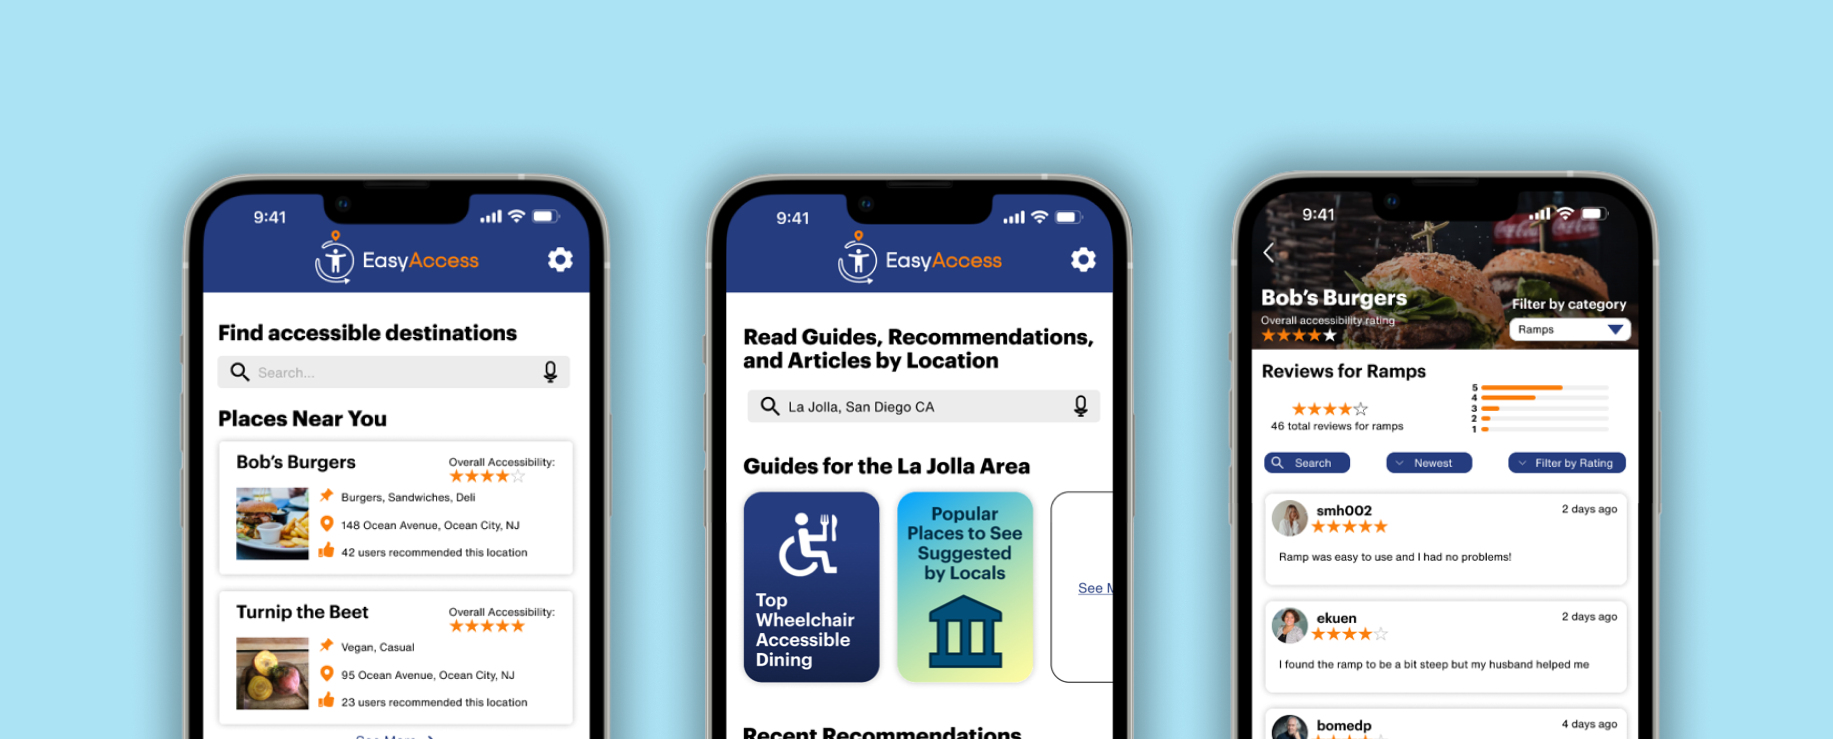 9:41
EasyAccess
Find accessible destinations
Search...
Places Near You
Bob's Burgers
Overall Accessibility:
Burgers, Sandwiches, Deli
148 Ocean Avenue, Ocean City, NJ
42 users recommended this location
Turnip the Beet
Overall Accessibility:
Vegan, Casual
95 Ocean Avenue, Ocean City, NJ
23 users recommended this location
See More
9:41
EasyAccess
Read Guides, Recommendations,
and Articles by Location
La Jolla, San Diego CA
Guides for the La Jolla Area
Top
Wheelchair
Accessible
Dining
Popular
Places to See
Suggested
by Locals
See M
Recent Recommendations
9:41
Bob's Burgers
Overall accessibility rating
Filter by category
Ramps
Reviews for Ramps
46 total reviews for ramps
5
4
3
2
1
Search
Newest
Filter by Rating
smh002
2 days ago
Ramp was easy to use and I had no problems!
ekuen
2 days ago
I found the ramp to be a bit steep but my husband helped me
bomedp
4 days ago